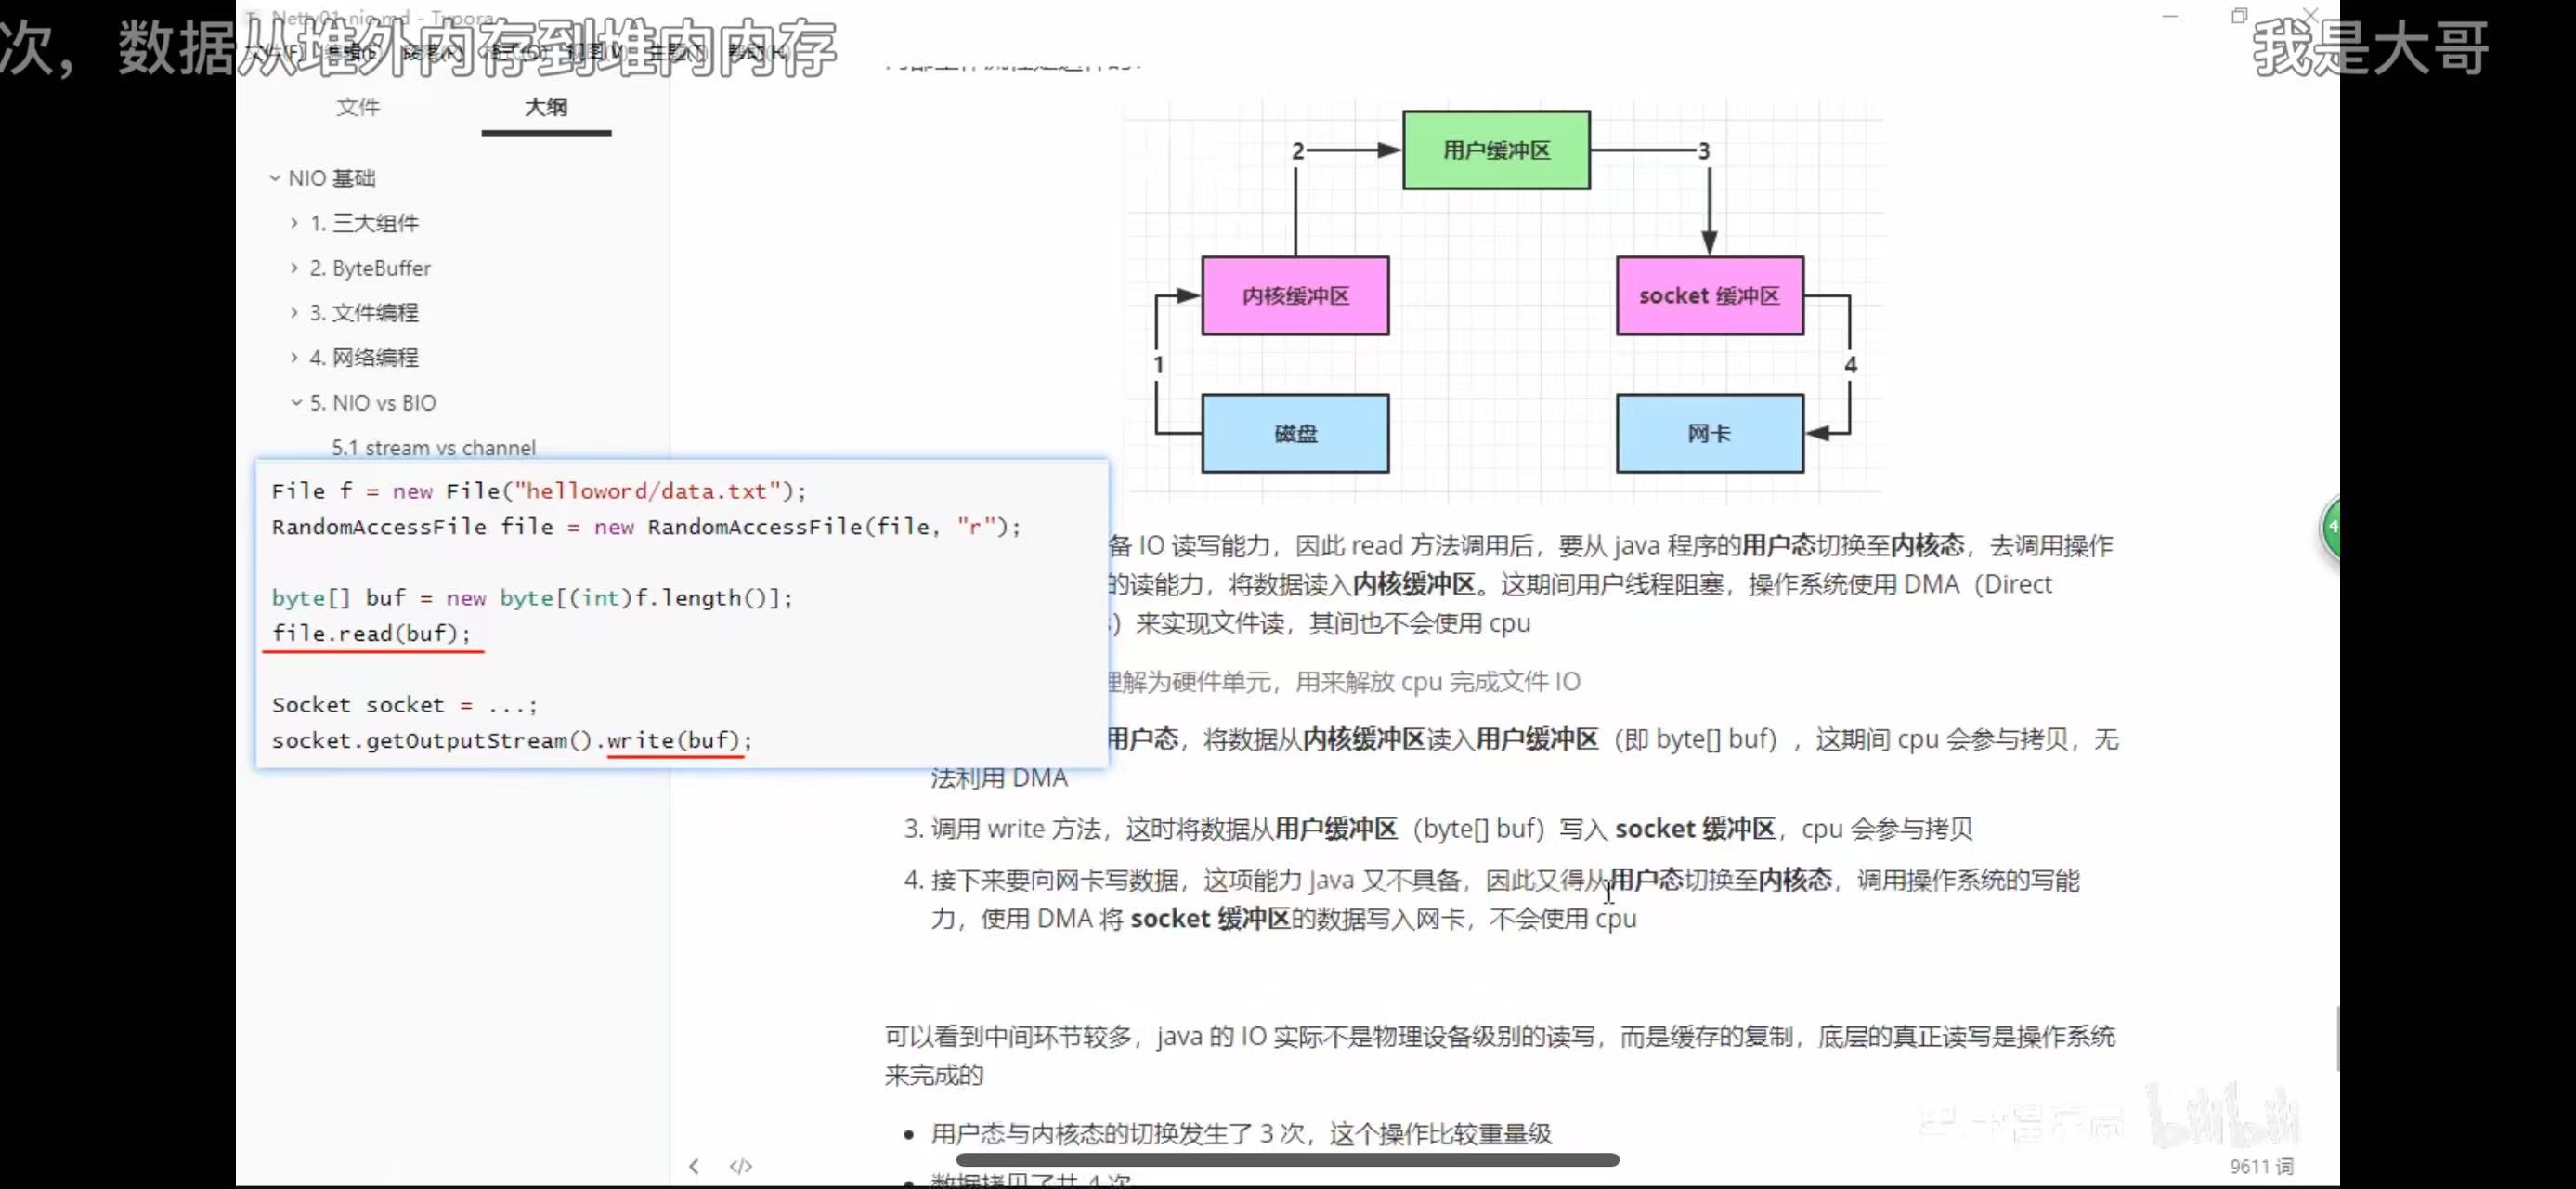 次，数据从堆外内存到堆内内存
我是大哥
Netty01-nio.md - Typora
文件(F) 编辑(E) 段落(P) 格式(O) 视图(V) 主题(T) 帮助(H)
文件
大纲
NIO 基础
1. 三大组件
2. ByteBuffer
3. 文件编程
4. 网络编程
5. NIO vs BIO
5.1 stream vs channel
File f = new File("helloword/data.txt");
RandomAccessFile file = new RandomAccessFile(file, "r");
byte[] buf = new byte[(int)f.length()];
file.read(buf);
Socket socket = ...;
socket.getOutputStream().write(buf);
2
用户缓冲区
3
内核缓冲区
socket 缓冲区
1
4
磁盘
网卡
备 IO 读写能力，因此 read 方法调用后，要从 java 程序的用户态切换至内核态，去调用操作
的读能力，将数据读入内核缓冲区。这期间用户线程阻塞，操作系统使用 DMA（Direct
）来实现文件读，其间也不会使用 cpu
理解为硬件单元，用来解放 cpu 完成文件 IO
用户态，将数据从内核缓冲区读入用户缓冲区（即 byte[] buf），这期间 cpu 会参与拷贝，无
法利用 DMA
3. 调用 write 方法，这时将数据从用户缓冲区（byte[] buf）写入 socket 缓冲区，cpu 会参与拷贝
4. 接下来要向网卡写数据，这项能力 java 又不具备，因此又得从用户态切换至内核态，调用操作系统的写能
力，使用 DMA 将 socket 缓冲区的数据写入网卡，不会使用 cpu
可以看到中间环节较多，java 的 IO 实际不是物理设备级别的读写，而是缓存的复制，底层的真正读写是操作系统
来完成的
用户态与内核态的切换发生了 3 次，这个操作比较重量级
数据拷贝了共 4 次
bilibili
9611 词
4